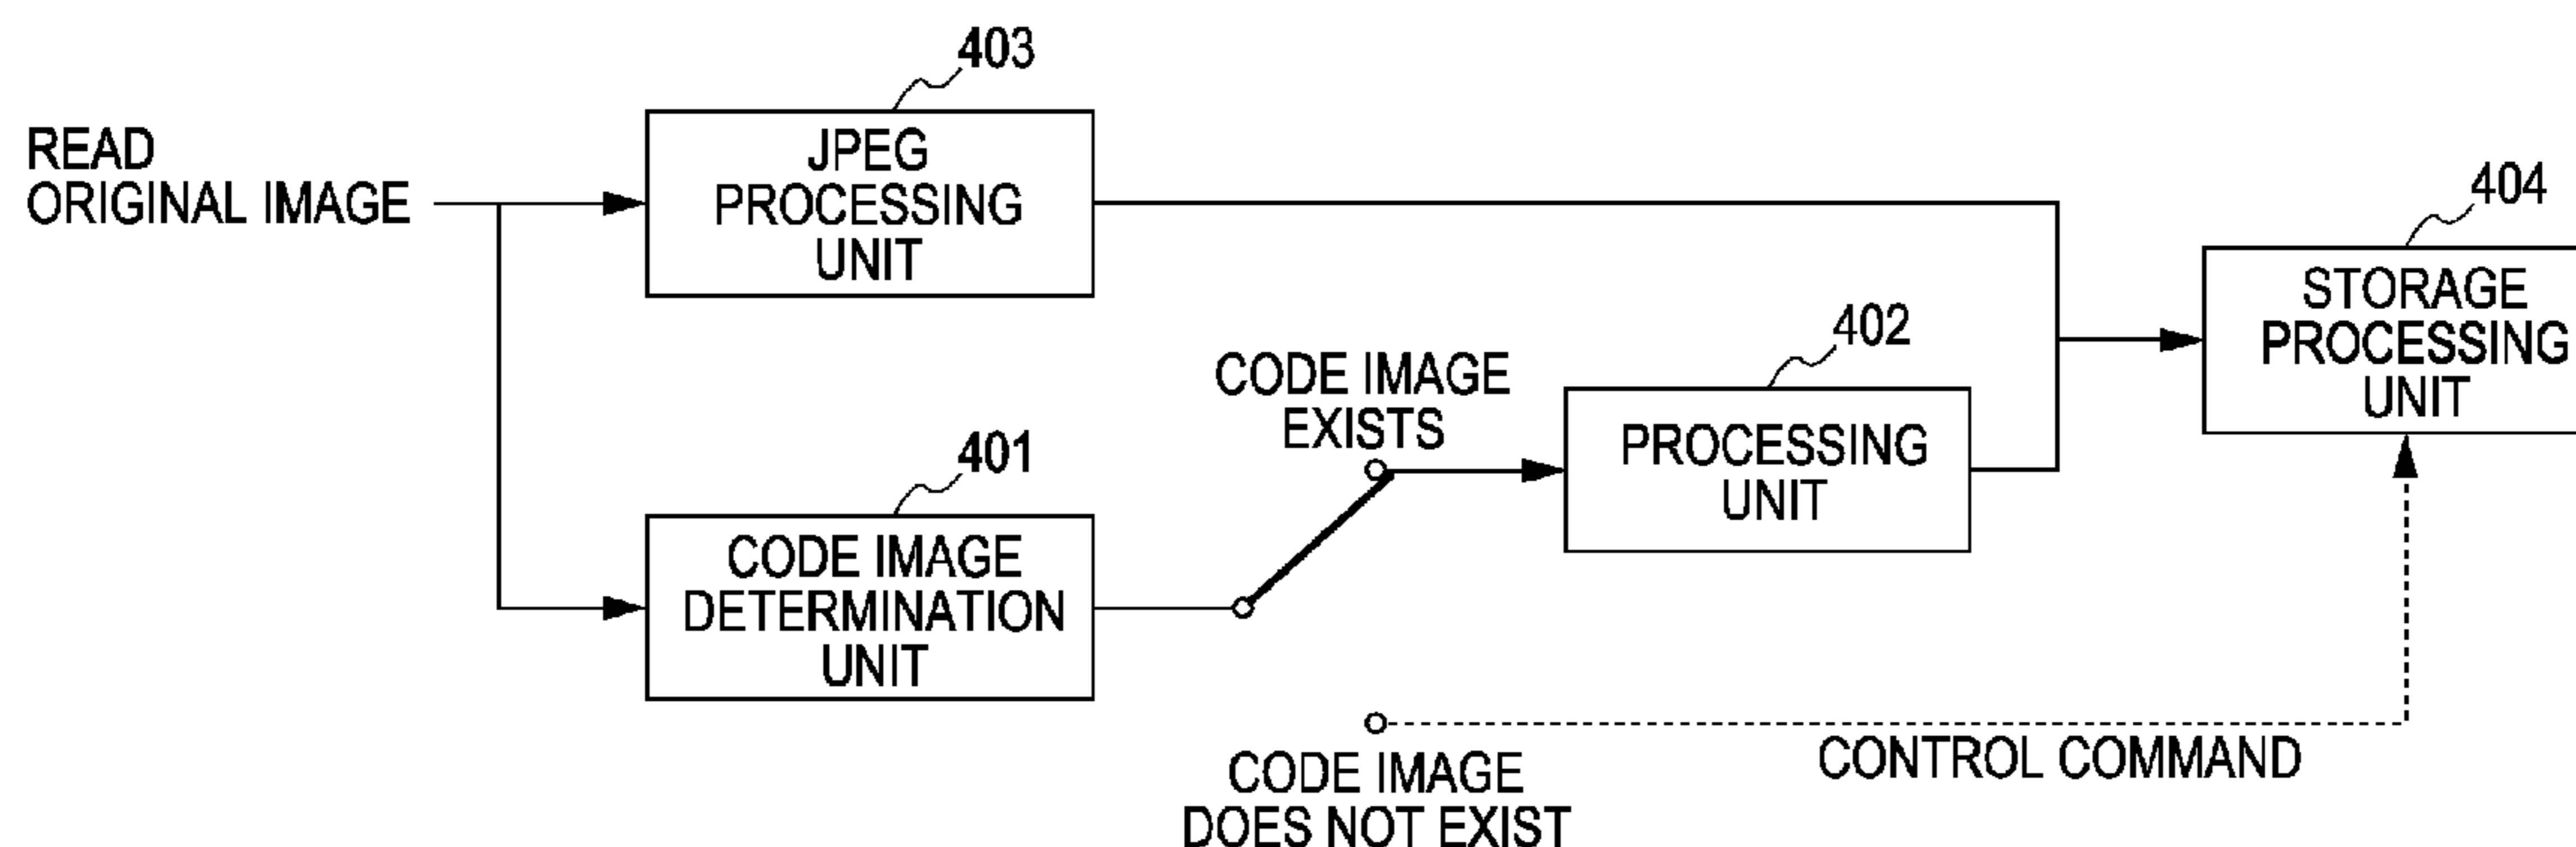 403
READ
ORIGINAL IMAGE
JPEG
PROCESSING
UNIT
404
STORAGE
PROCESSING
UNIT
402
CODE IMAGE
EXISTS
PROCESSING
UNIT
401
CODE IMAGE
DETERMINATION
UNIT
CONTROL COMMAND
CODE IMAGE
DOES NOT EXIST